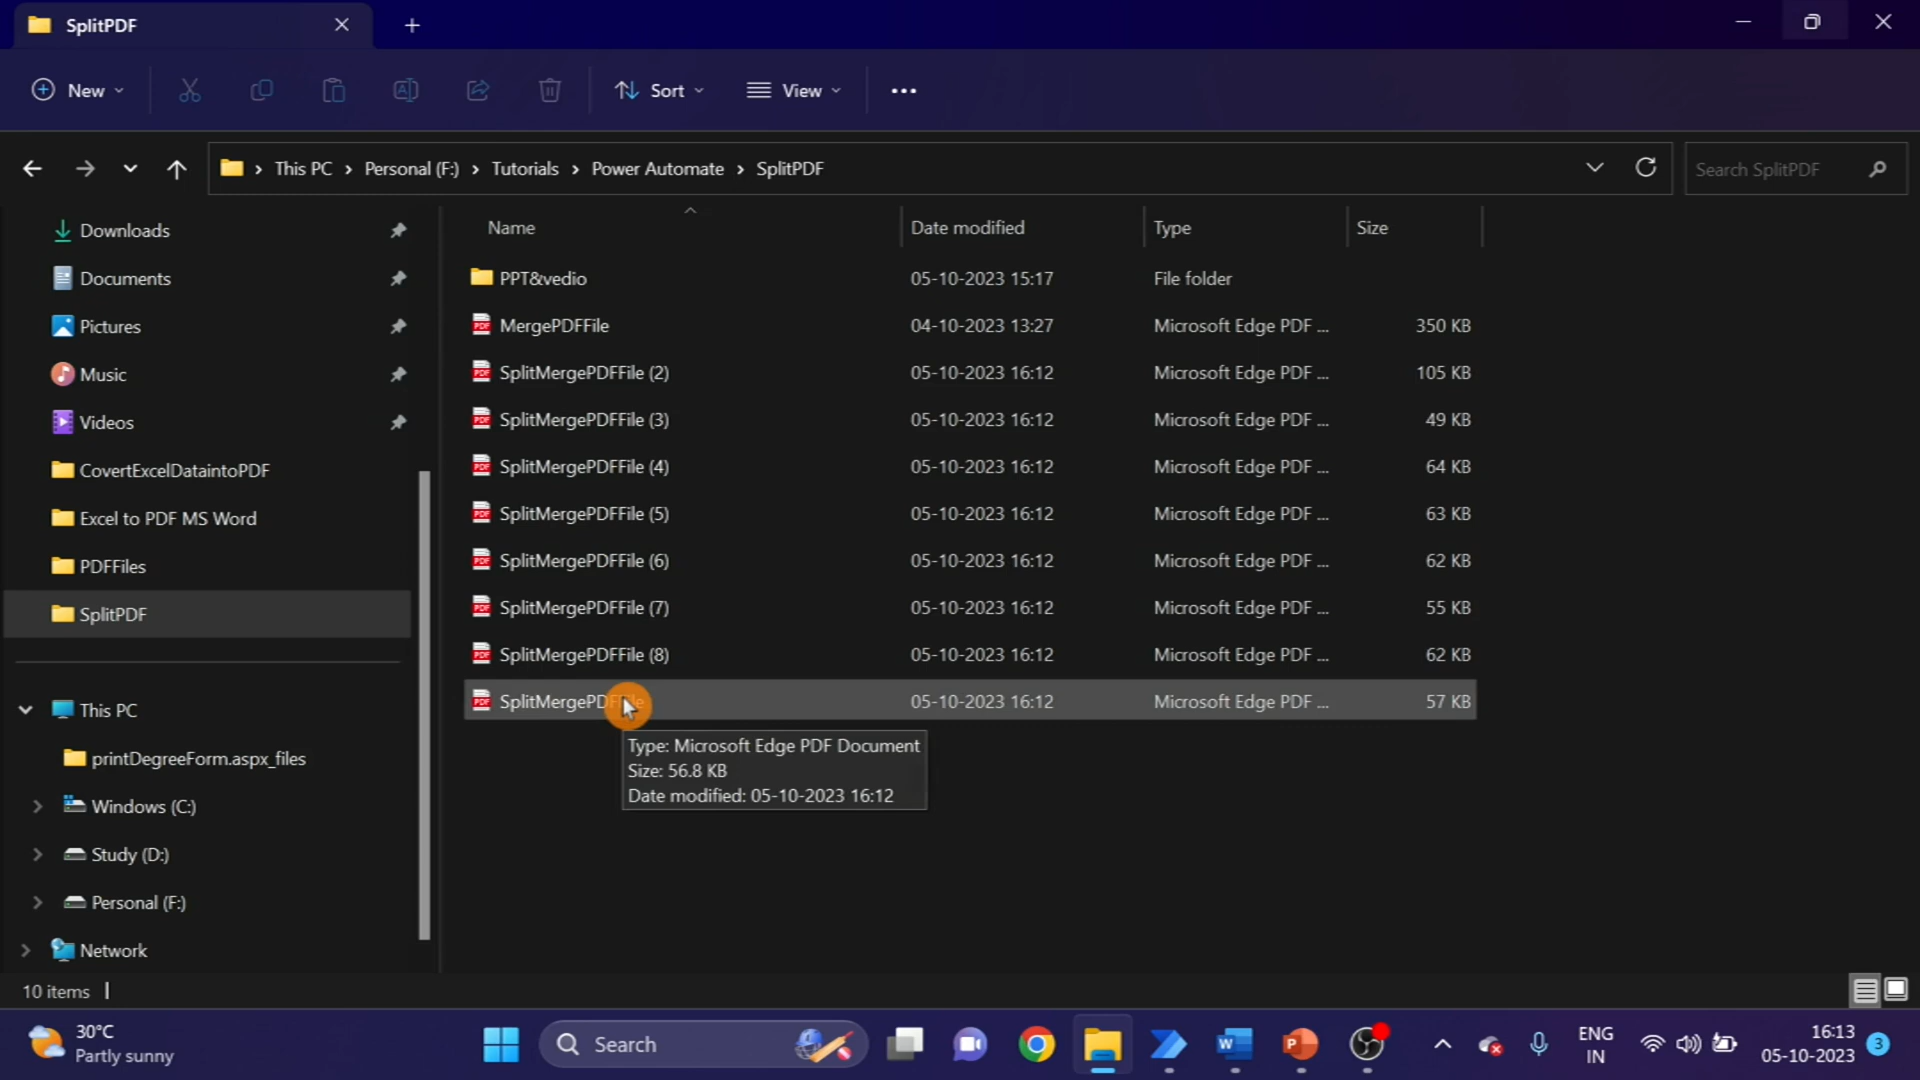 SplitPDF
New
Sort
View
This PC > Personal (F:) > Tutorials > Power Automate > SplitPDF
Search SplitPDF
Downloads
Documents
Pictures
Music
Videos
CovertExcelDataintoPDF
Excel to PDF MS Word
PDFFiles
SplitPDF
This PC
printDegreeForm.aspx_files
Windows (C:)
Study (D:)
Personal (F:)
Network
Name Date modified Type Size
PPT&vedio 05-10-2023 15:17 File folder
MergePDFFile 04-10-2023 13:27 Microsoft Edge PDF ... 350 KB
SplitMergePDFFile (2) 05-10-2023 16:12 Microsoft Edge PDF ... 105 KB
SplitMergePDFFile (3) 05-10-2023 16:12 Microsoft Edge PDF ... 49 KB
SplitMergePDFFile (4) 05-10-2023 16:12 Microsoft Edge PDF ... 64 KB
SplitMergePDFFile (5) 05-10-2023 16:12 Microsoft Edge PDF ... 63 KB
SplitMergePDFFile (6) 05-10-2023 16:12 Microsoft Edge PDF ... 62 KB
SplitMergePDFFile (7) 05-10-2023 16:12 Microsoft Edge PDF ... 55 KB
SplitMergePDFFile (8) 05-10-2023 16:12 Microsoft Edge PDF ... 62 KB
SplitMergePDFFile 05-10-2023 16:12 Microsoft Edge PDF ... 57 KB
Type: Microsoft Edge PDF Document
Size: 56.8 KB
Date modified: 05-10-2023 16:12
10 items
30°C
Partly sunny
Search
ENG
IN
16:13
05-10-2023
3